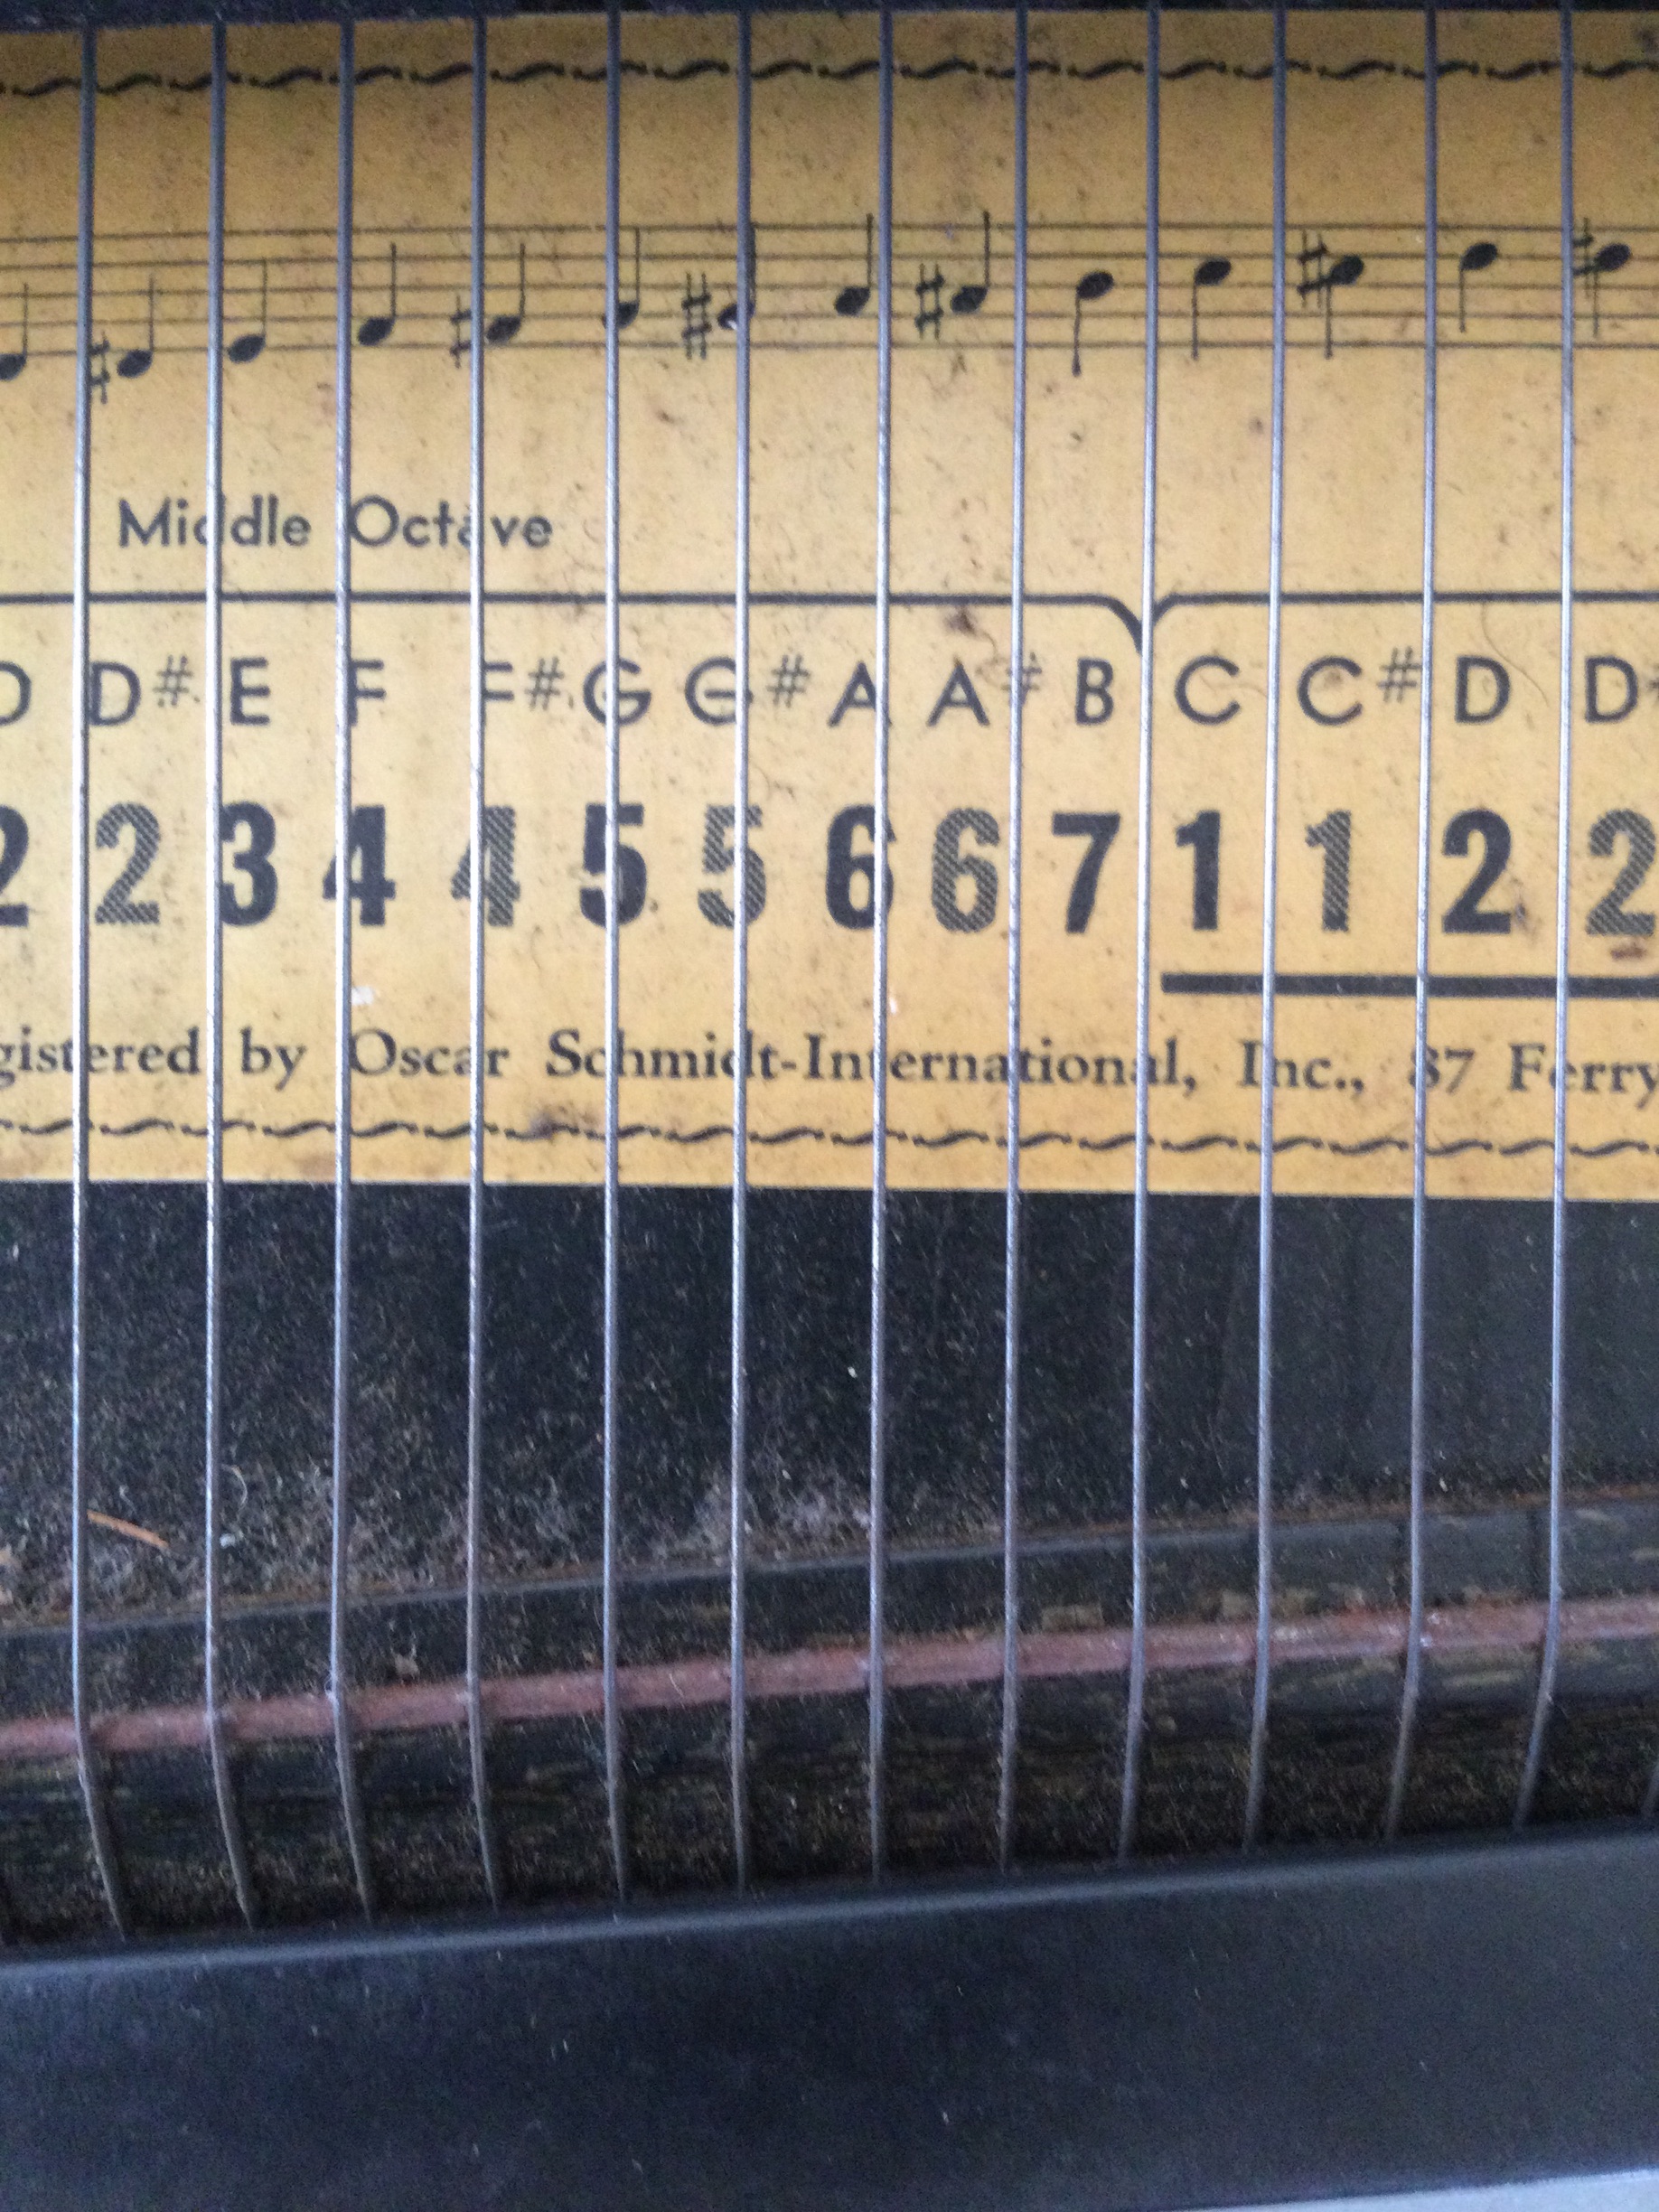 Middle Octave
D D# E F F# G G# A A# B C C# D D#
2 2 3 4 4 5 5 6 6 7 1 1 2 2
gistered by Oscar Schmidt-International, Inc., 87 Ferry